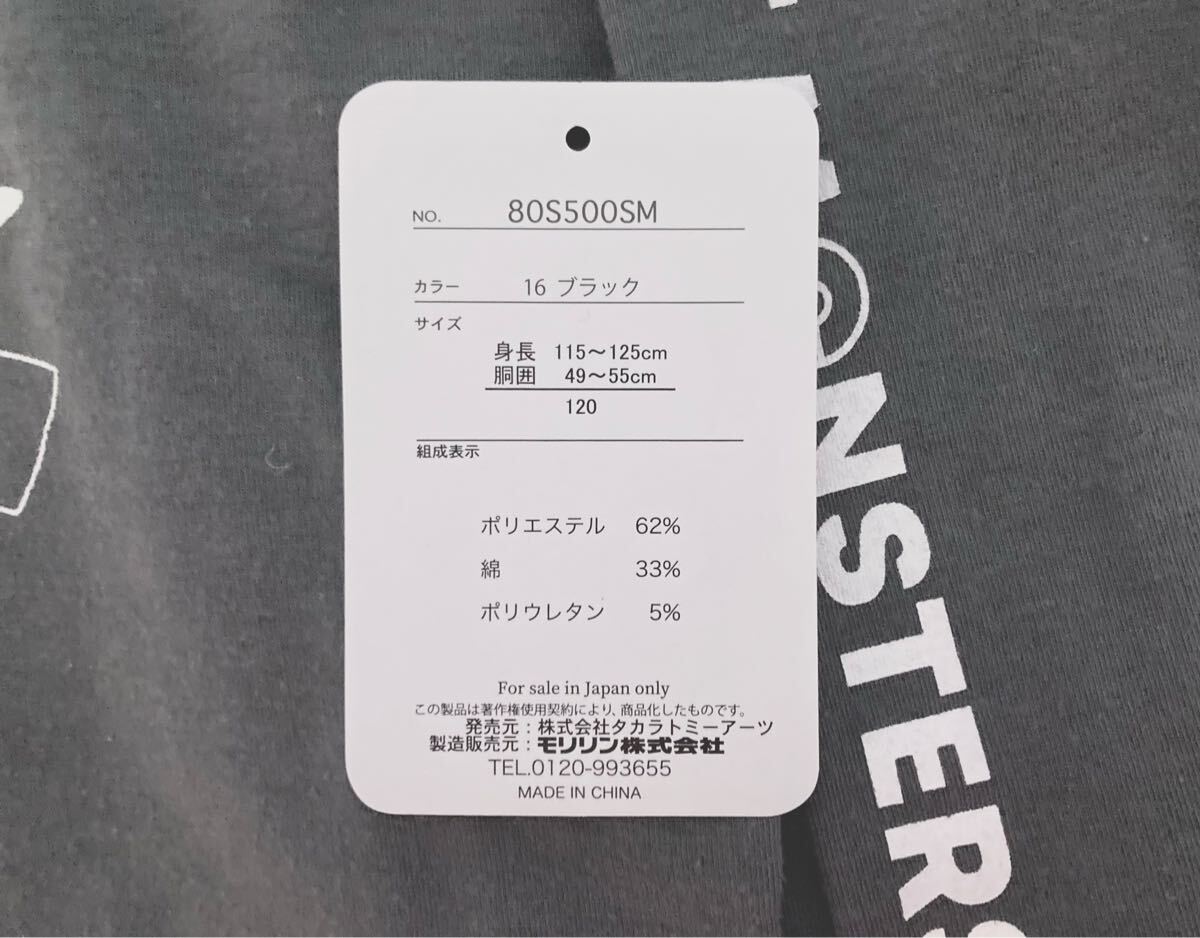 NO. 80S500SM
カラー 16 ブラック
サイズ
身長 115〜125cm
胴囲 49〜55cm
120
組成表示
ポリエステル 62%
綿 33%
ポリウレタン 5%
For sale in Japan only
この製品は著作権使用契約により、商品化したものです。
発売元：株式会社タカラトミーアーツ
製造販売元：モリリン株式会社
TEL.0120-993655
MADE IN CHINA
NSTERS